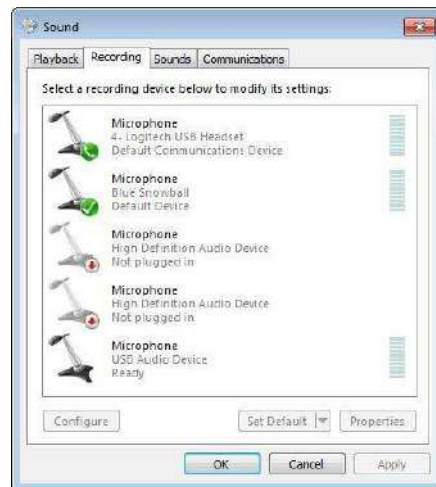 Sound
Playback Recording Sounds Communications
Select a recording device below to modify its settings:
Microphone
4- Logitech USB Headset
Default Communications Device
Microphone
Blue Snowball
Default Device
Microphone
High Definition Audio Device
Not plugged in
Microphone
High Definition Audio Device
Not plugged in
Microphone
USB Audio Device
Ready
Configure Set Default Properties
OK Cancel Apply